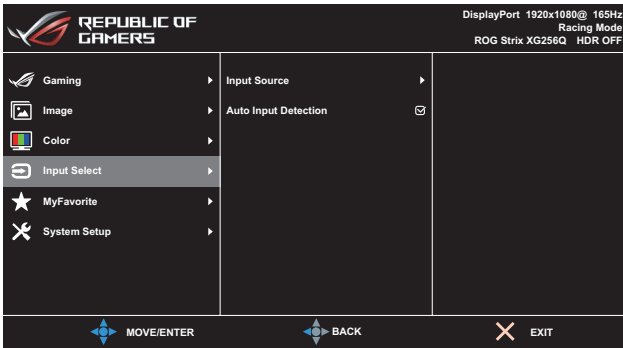 REPUBLIC OF
GAMERS
DisplayPort 1920x1080@ 165Hz
Racing Mode
ROG Strix XG256Q HDR OFF
Gaming
Image
Color
Input Select
MyFavorite
System Setup
Input Source
Auto Input Detection
MOVE/ENTER
BACK
EXIT